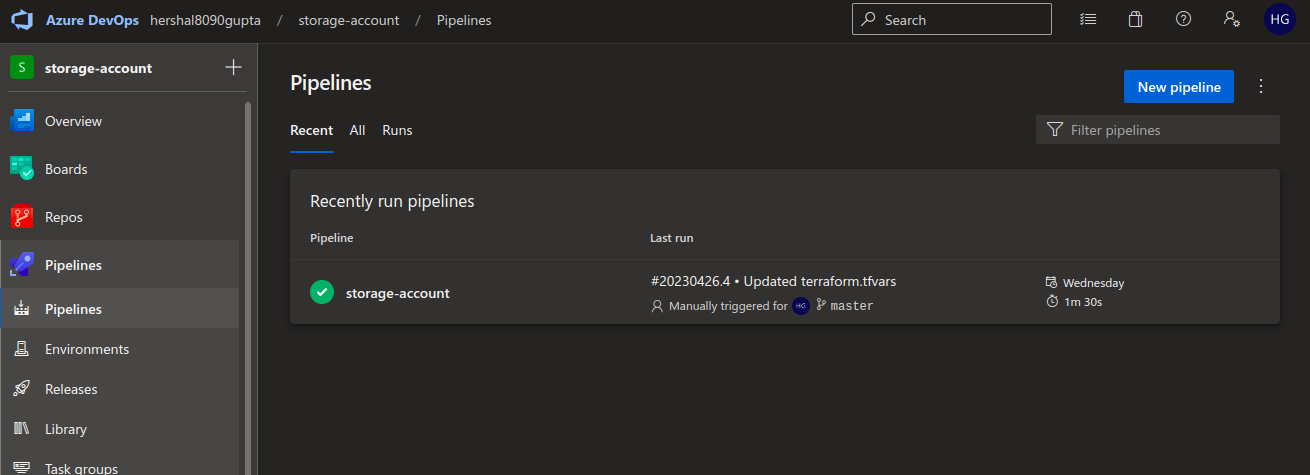 Azure DevOps hershal8090gupta / storage-account / Pipelines Search HG
S storage-account
Overview
Boards
Repos
Pipelines
Pipelines
Environments
Releases
Library
Task groups
Pipelines
New pipeline
Recent All Runs
Filter pipelines
Recently run pipelines
Pipeline Last run
storage-account
#20230426.4 • Updated terraform.tfvars
Manually triggered for HG master
Wednesday
1m 30s